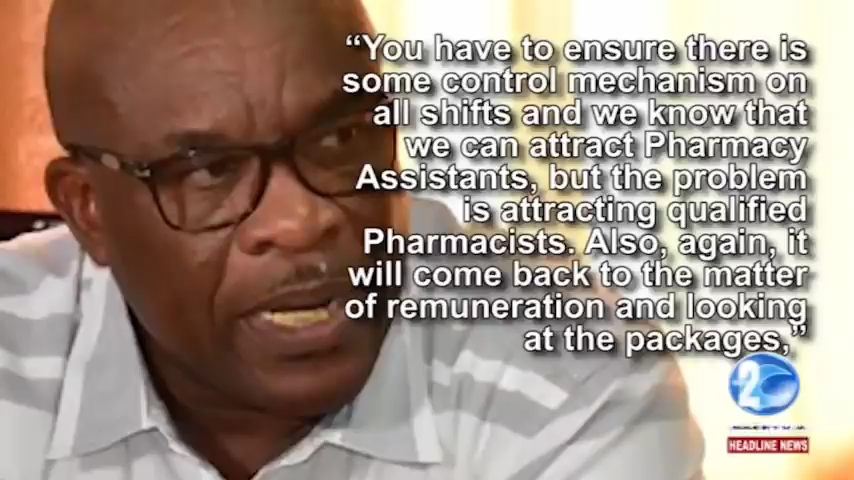 “You have to ensure there is
some control mechanism on
all shifts and we know that
we can attract Pharmacy
Assistants, but the problem
is attracting qualified
Pharmacists. Also, again, it
will come back to the matter
of remuneration and looking
at the packages,”
2
HEADLINE NEWS